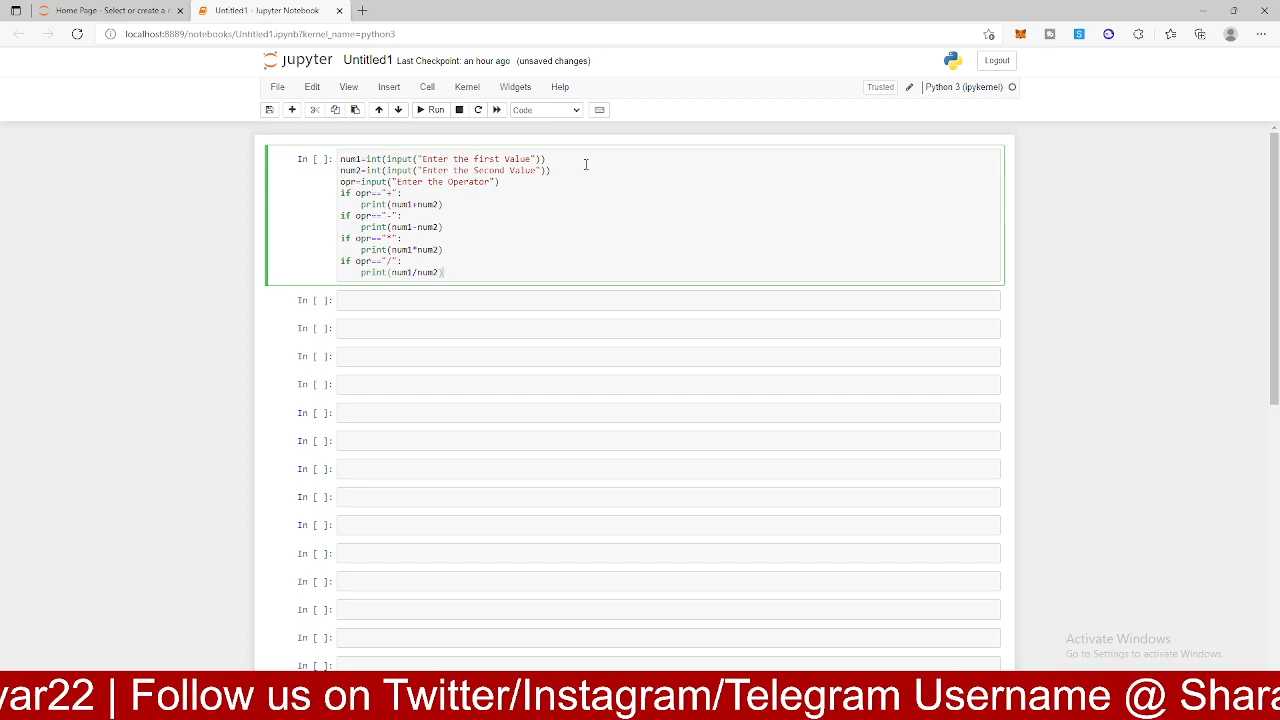 Home Page - Select or create a n
Untitled1 - Jupyter Notebook
localhost:8889/notebooks/Untitled1.ipynb?kernel_name=python3
jupyter Untitled1 Last Checkpoint: an hour ago (unsaved changes)
Logout
File Edit View Insert Cell Kernel Widgets Help
Trusted
Python 3 (ipykernel)
Run
Code
In [ ]: num1=int(input("Enter the first Value"))
num2=int(input("Enter the Second Value"))
opr=input("Enter the Operator")
if opr=="+":
print(num1+num2)
if opr=="-":
print(num1-num2)
if opr=="*":
print(num1*num2)
if opr=="/":
print(num1/num2)
In [ ]:
In [ ]:
In [ ]:
In [ ]:
In [ ]:
In [ ]:
In [ ]:
In [ ]:
In [ ]:
In [ ]:
In [ ]:
In [ ]:
In [ ]:
In [ ]:
Activate Windows
Go to Settings to activate Windows.
yar22 | Follow us on Twitter/Instagram/Telegram Username @ Shara